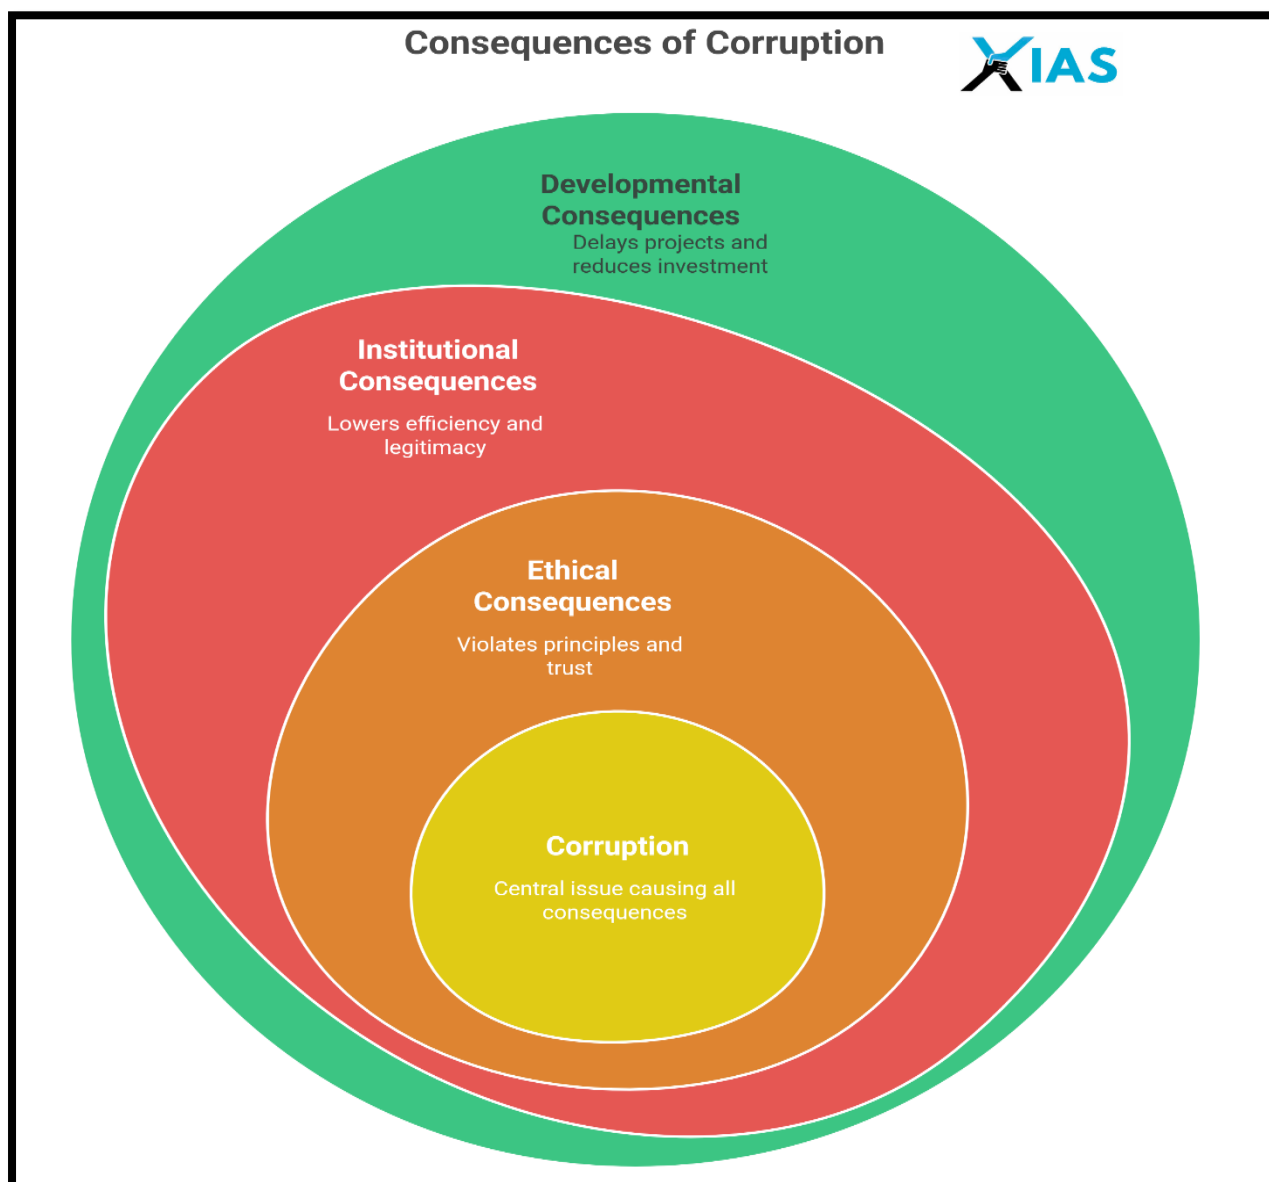 Consequences of Corruption
XIAS
Developmental
Consequences
Delays projects and
reduces investment
Institutional
Consequences
Lowers efficiency and
legitimacy
Ethical
Consequences
Violates principles and
trust
Corruption
Central issue causing all
consequences